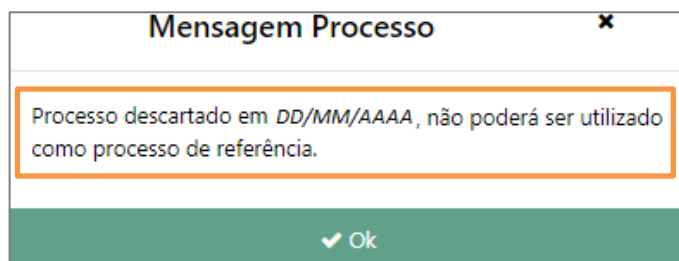 Mensagem Processo
Processo descartado em DD/MM/AAAA, não poderá ser utilizado
como processo de referência.
Ok